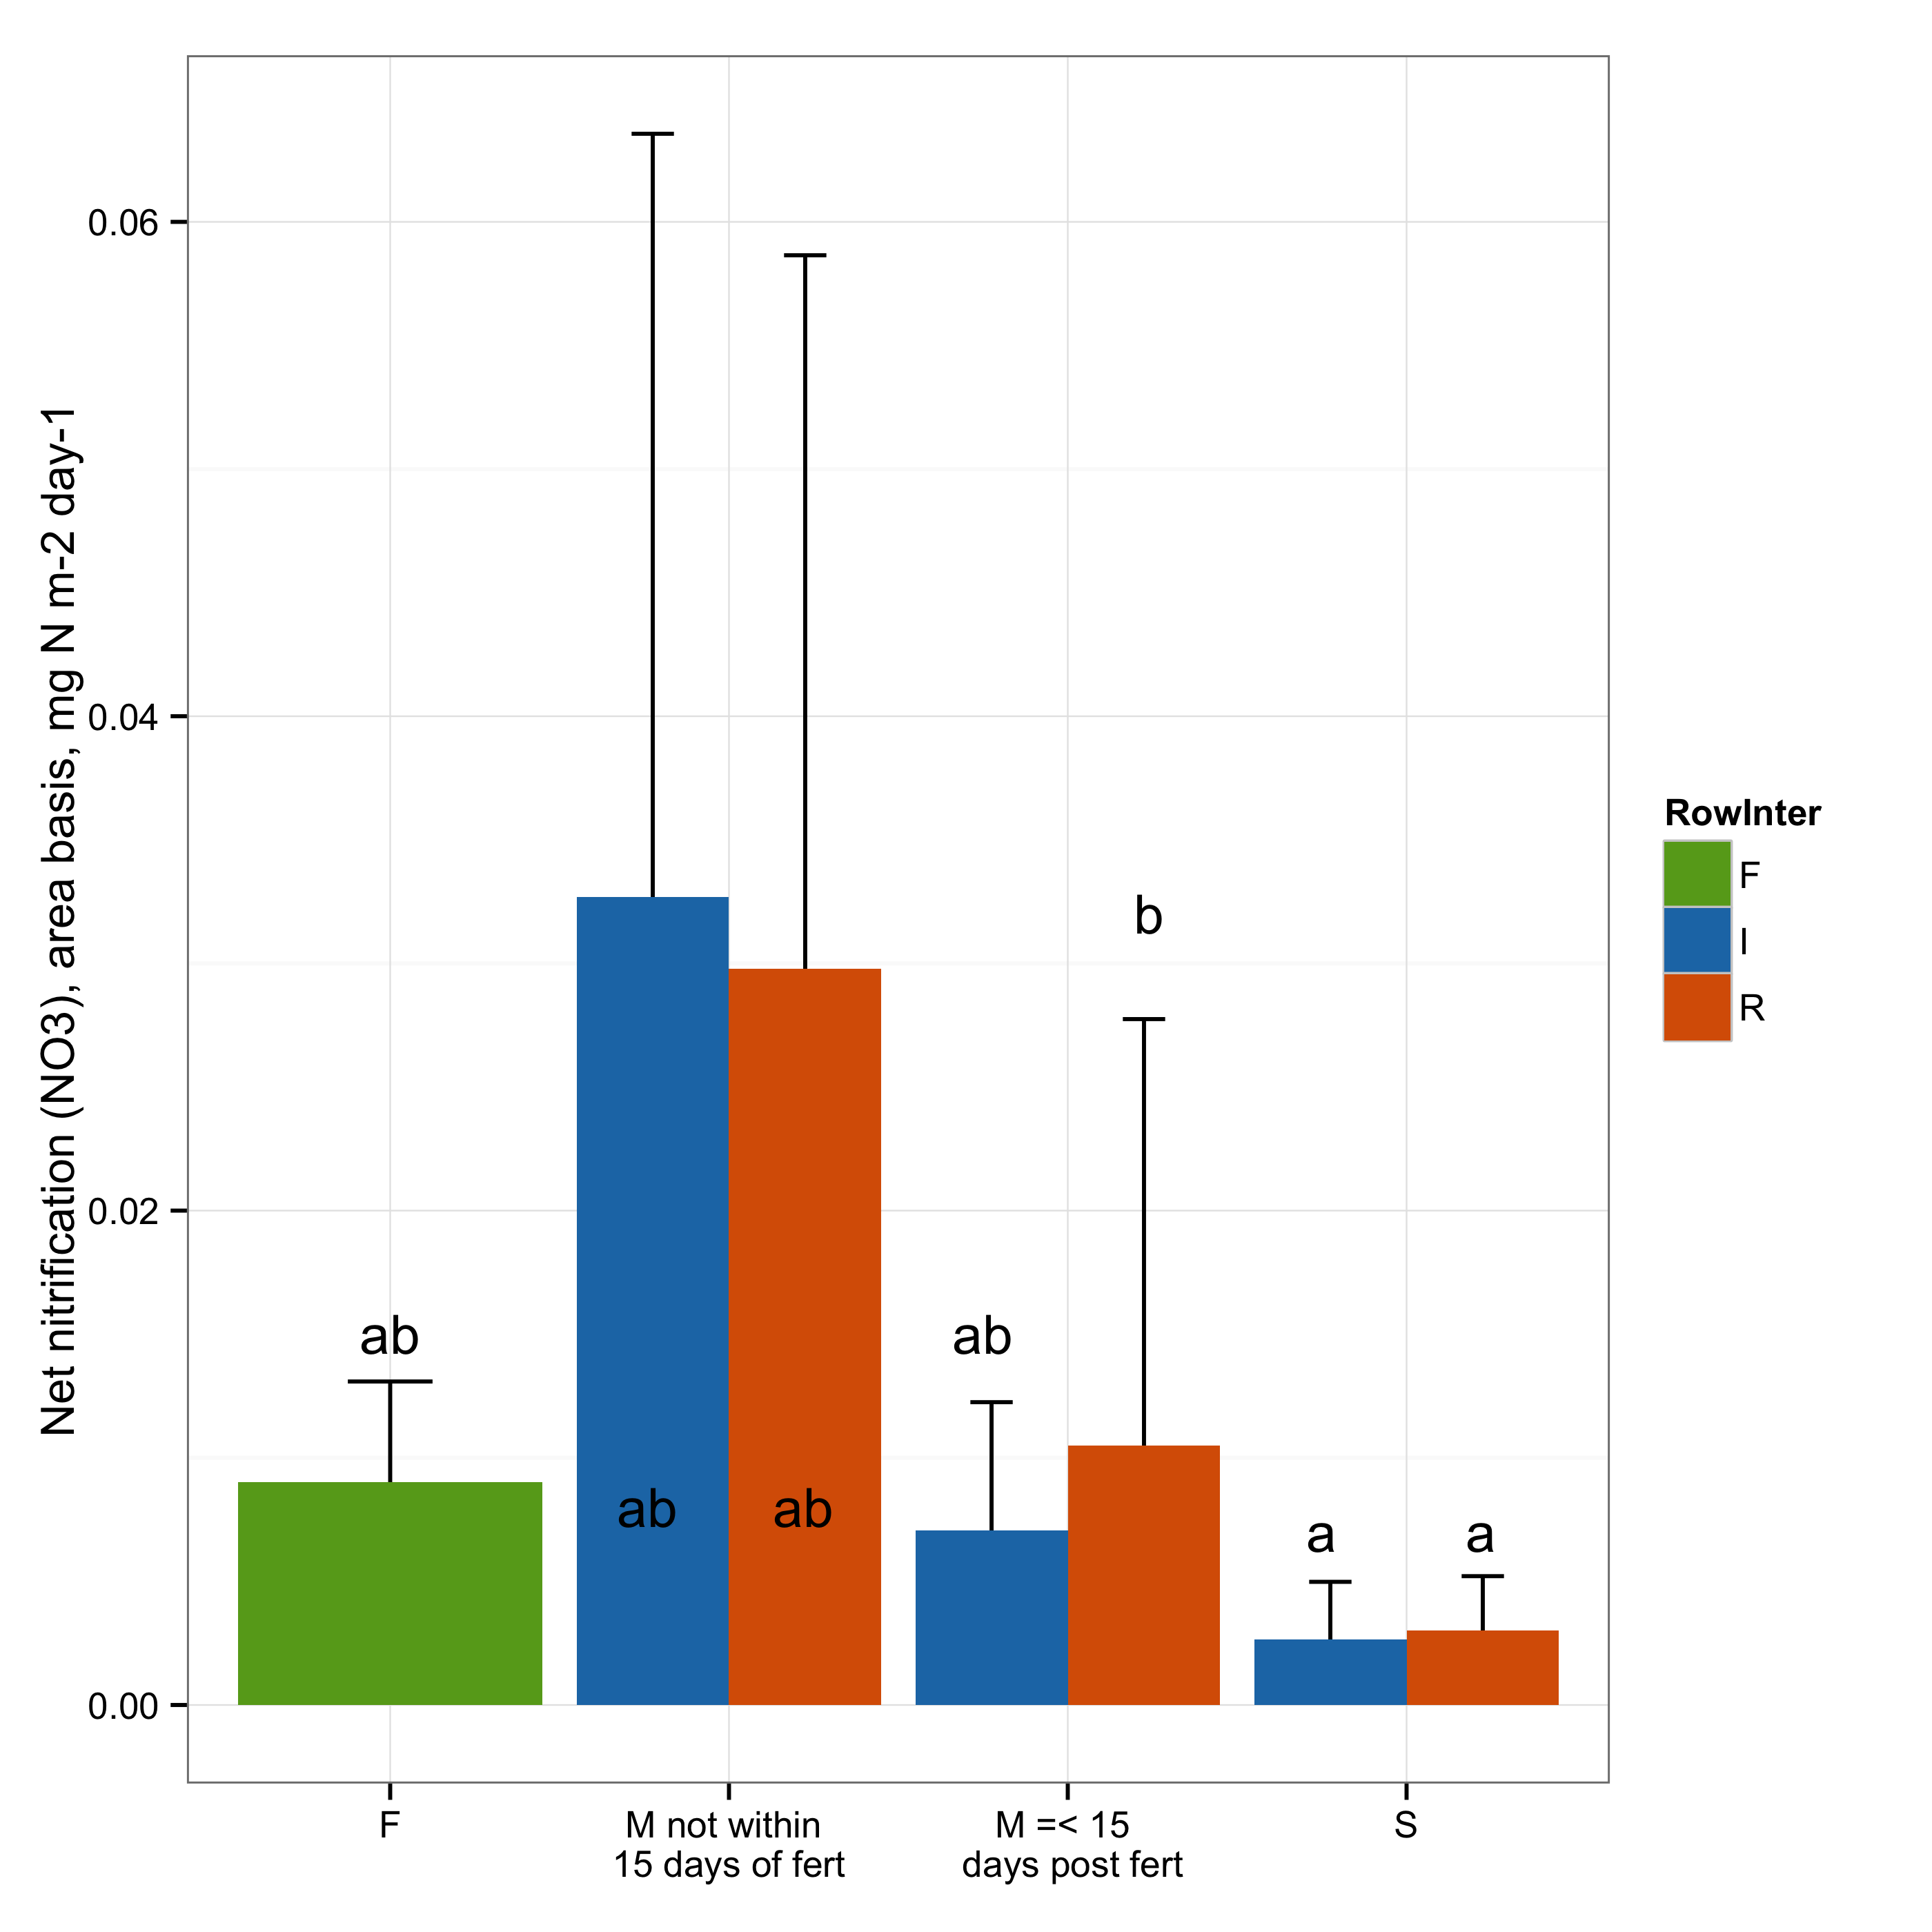 Net nitrification (NO3), area basis, mg N m-2 day-1
0.06
0.04
0.02
0.00
b
ab
ab
ab
ab
a
a
F
M not within
15 days of fert
M =< 15
days post fert
S
RowInter
F
I
R